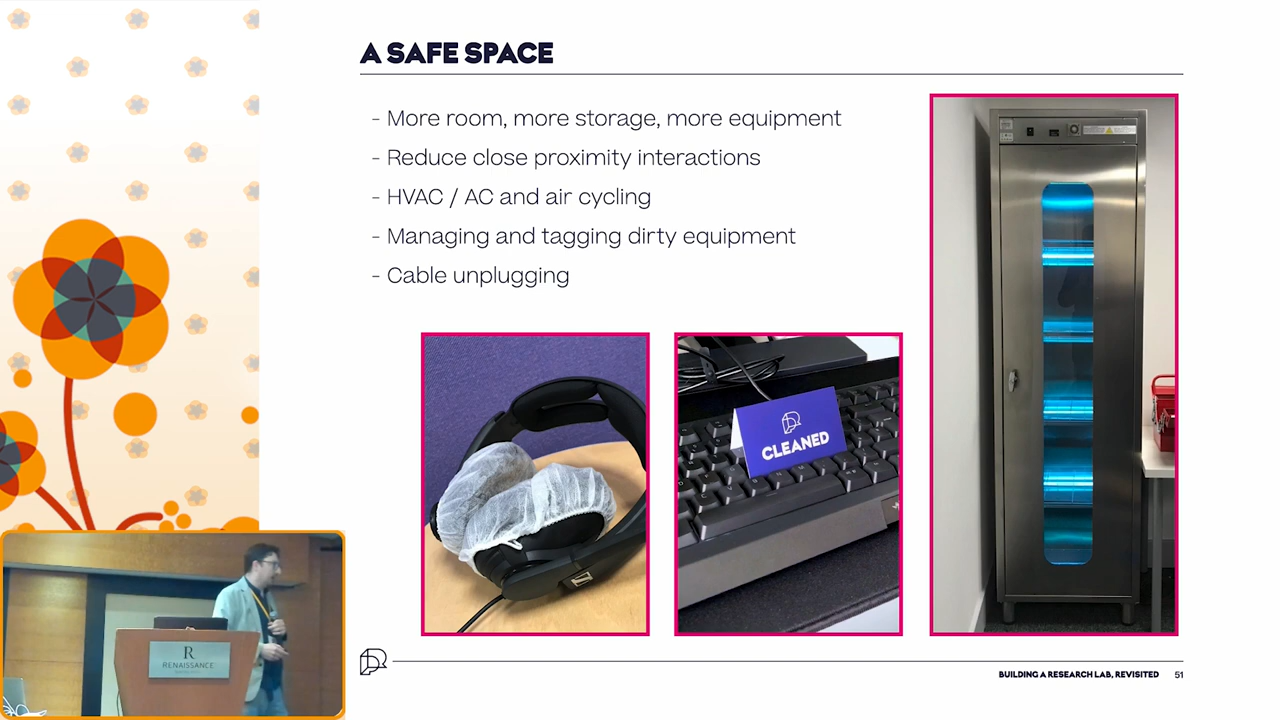 A SAFE SPACE
- More room, more storage, more equipment
- Reduce close proximity interactions
- HVAC / AC and air cycling
- Managing and tagging dirty equipment
- Cable unplugging
CLEANED
R
RENAISSANCE
BUILDING A RESEARCH LAB, REVISITED 51